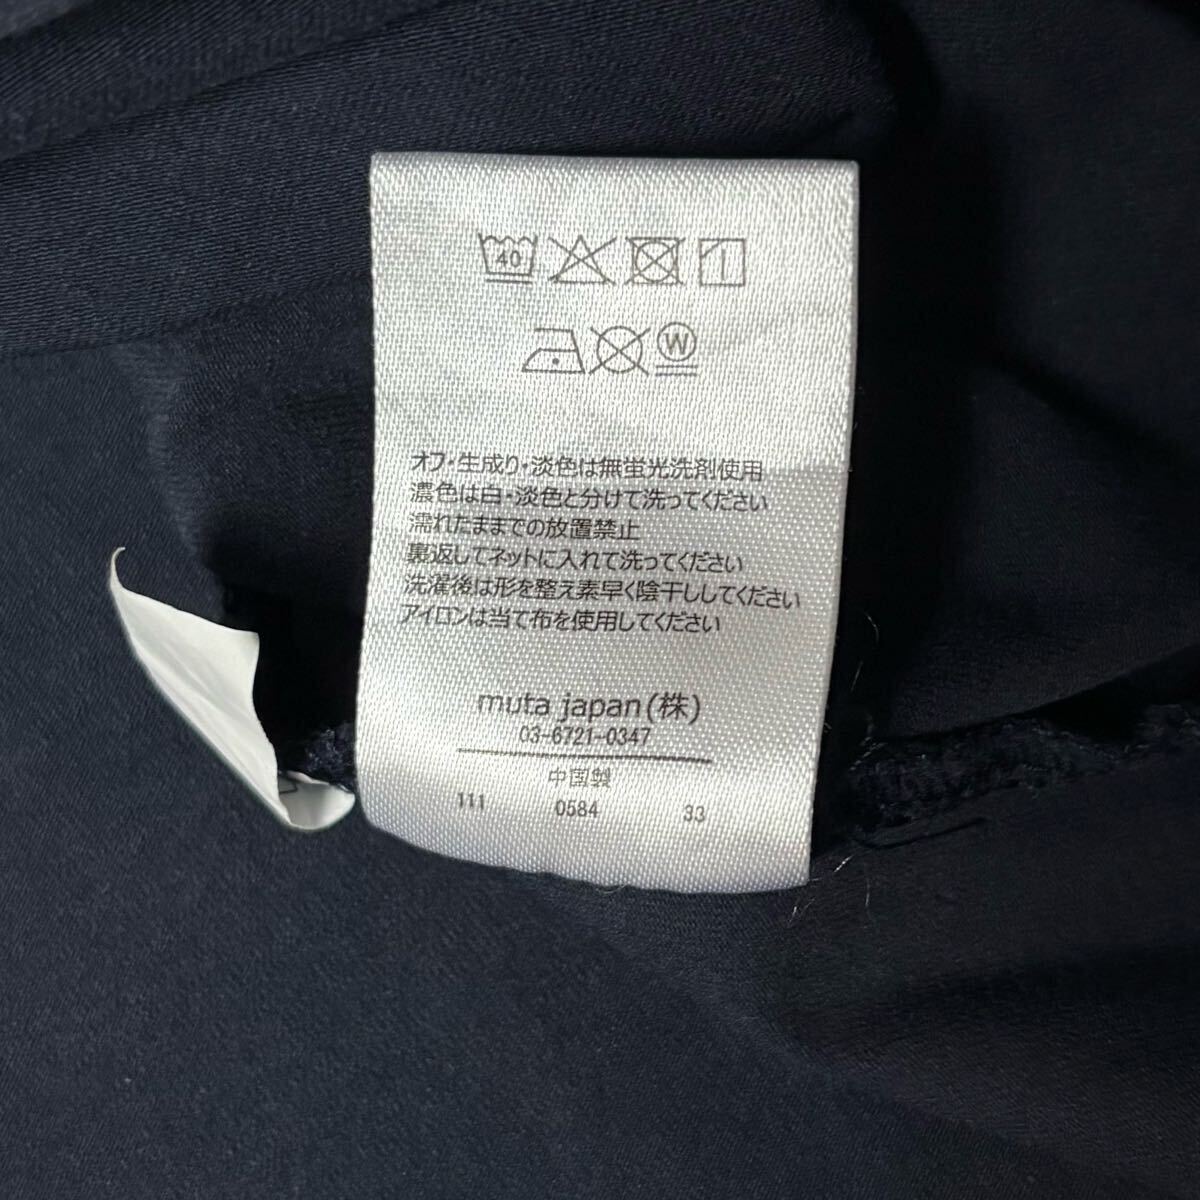 40
W
オフ・生成り・淡色は無蛍光洗剤使用
濃色は白・淡色と分けて洗ってください
濡れたままでの放置禁止
裏返してネットに入れて洗ってください
洗濯後は形を整え素早く陰干ししてください
アイロンは当て布を使用してください
muta japan(株)
03-6721-0347
中国製
111 0584 33